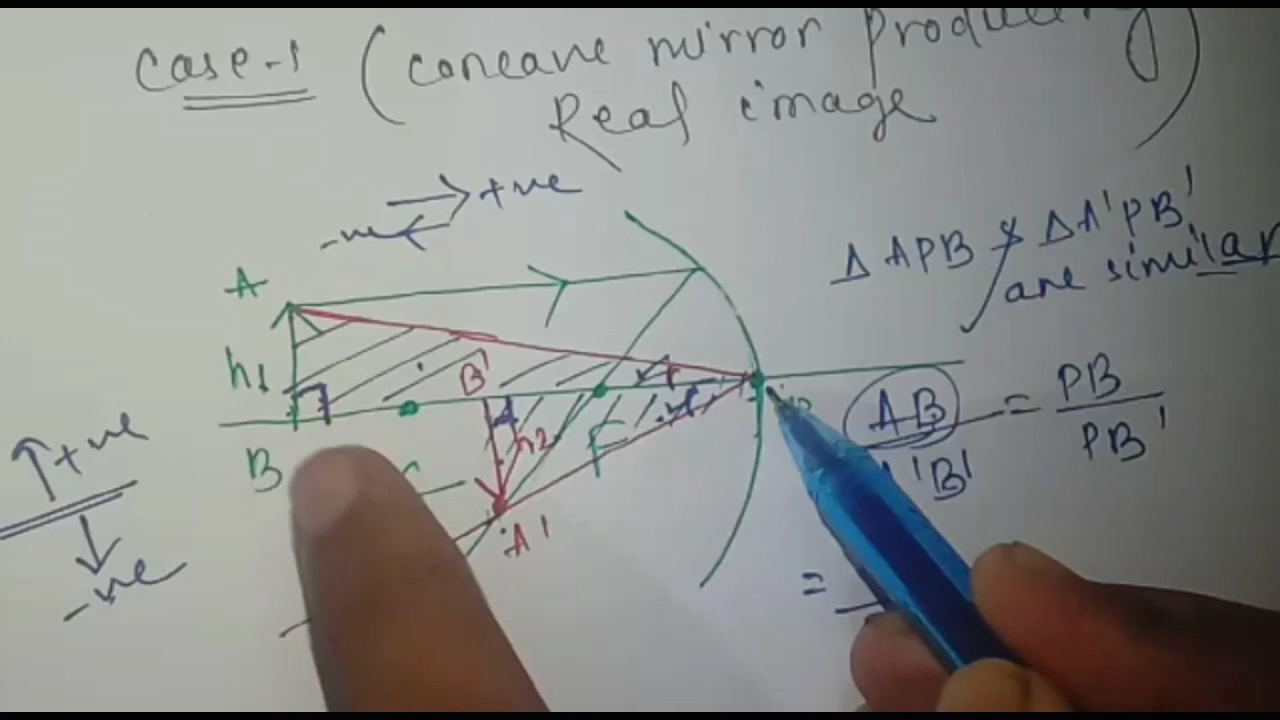 Case-1 (concave mirror producing
Real image)
→ +ve
-ve ←
Δ APB & Δ A'PB'
are similar
A
h1
B'
h2
B
A'
F
↑ +ve
↓
-ve
AB / A'B' = PB / PB'
=